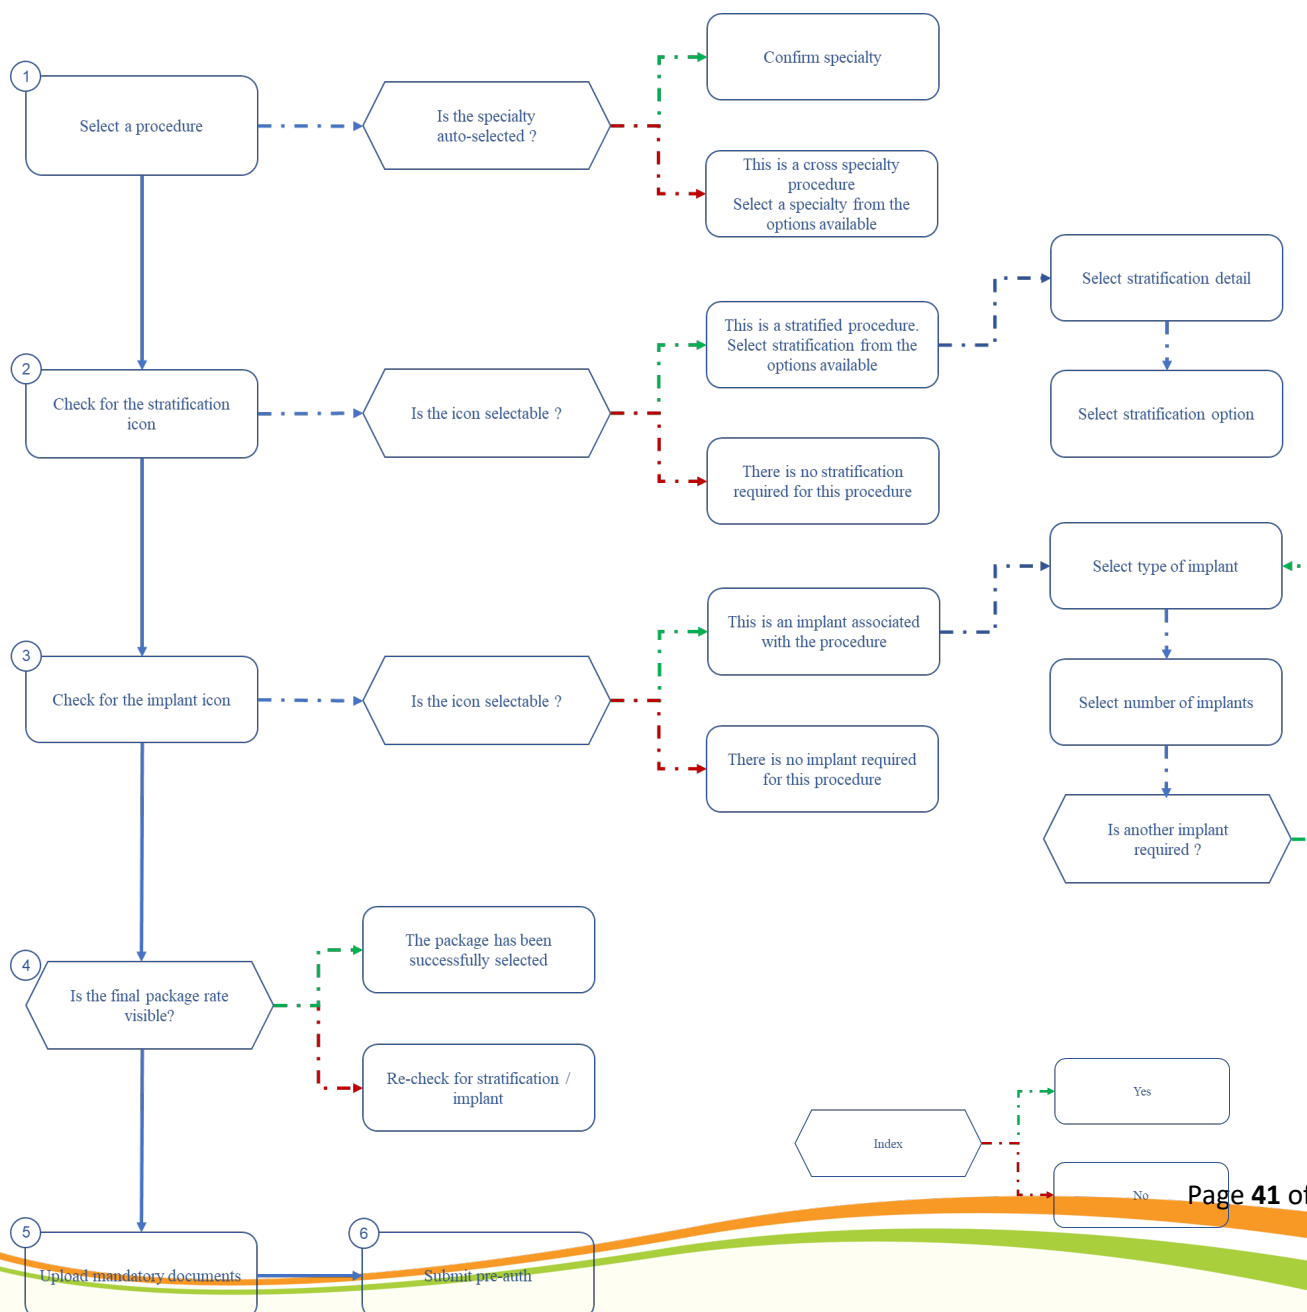 1
Select a procedure
Is the specialty
auto-selected ?
Confirm specialty
This is a cross specialty
procedure
Select a specialty from the
options available
2
Check for the stratification
icon
Is the icon selectable ?
This is a stratified procedure.
Select stratification from the
options available
There is no stratification
required for this procedure
Select stratification detail
Select stratification option
3
Check for the implant icon
Is the icon selectable ?
This is an implant associated
with the procedure
There is no implant required
for this procedure
Select type of implant
Select number of implants
Is another implant
required ?
4
Is the final package rate
visible?
The package has been
successfully selected
Re-check for stratification /
implant
Index
Yes
No
Page 41 of
5
Upload mandatory documents
6
Submit pre-auth